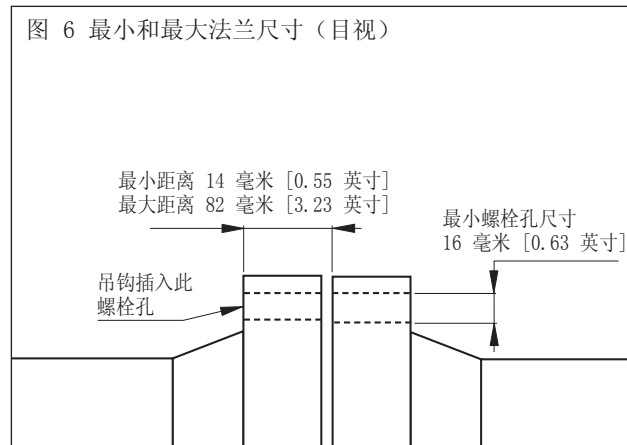 图 6 最小和最大法兰尺寸（目视）
最小距离 14 毫米 [0.55 英寸]
最大距离 82 毫米 [3.23 英寸]
最小螺栓孔尺寸
16 毫米 [0.63 英寸]
吊钩插入此
螺栓孔